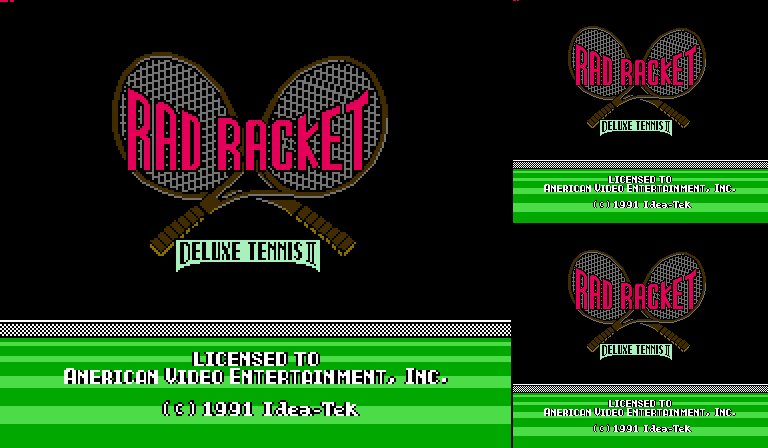 RAD RACKET
DELUXE TENNIS II
LICENSED TO
AMERICAN VIDEO ENTERTAINMENT, INC.
(C) 1991 Idea-Tek
RAD RACKET
DELUXE TENNIS II
LICENSED TO
AMERICAN VIDEO ENTERTAINMENT, INC.
(C) 1991 Idea-Tek
RAD RACKET
DELUXE TENNIS II
LICENSED TO
AMERICAN VIDEO ENTERTAINMENT, INC.
(C) 1991 Idea-Tek